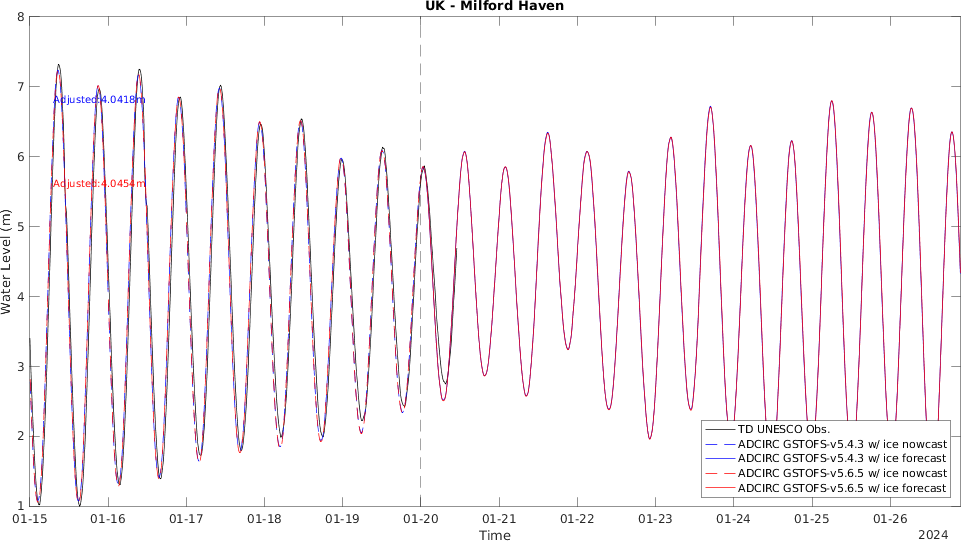 UK - Milford Haven
8
7
6
5
4
3
2
1
Water Level (m)
Adjusted:4.0418m
Adjusted:4.0454m
TD UNESCO Obs.
ADCIRC GSTOFS-v5.4.3 w/ ice nowcast
ADCIRC GSTOFS-v5.4.3 w/ ice forecast
ADCIRC GSTOFS-v5.6.5 w/ ice nowcast
ADCIRC GSTOFS-v5.6.5 w/ ice forecast
01-15 01-16 01-17 01-18 01-19 01-20 01-21 01-22 01-23 01-24 01-25 01-26
Time
2024